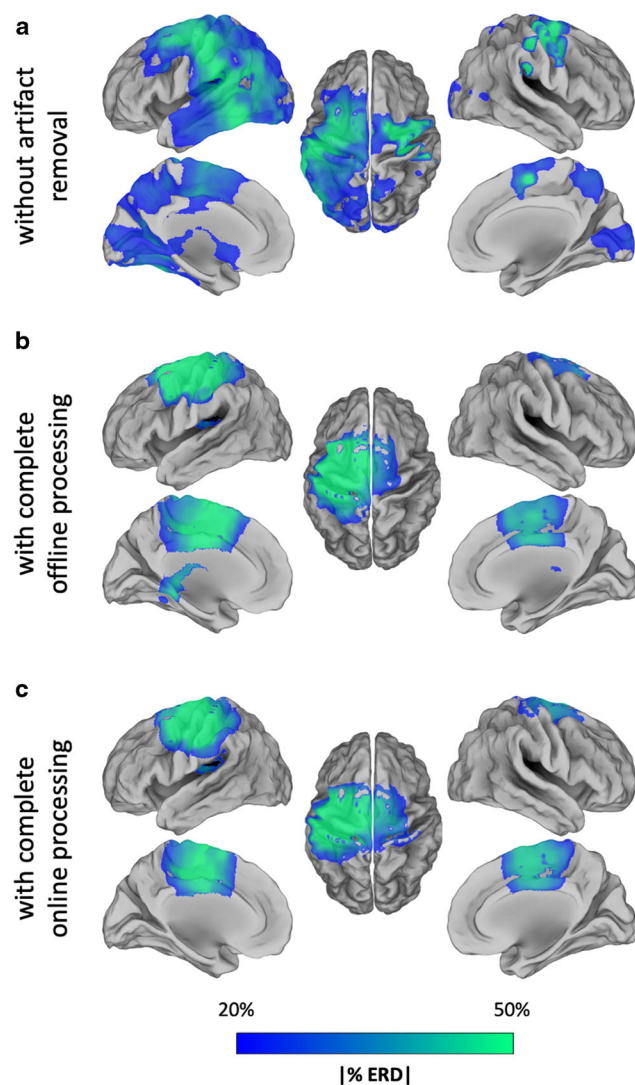 a
without artifact
removal
b
with complete
offline processing
c
with complete
online processing
20%
50%
|% ERD|